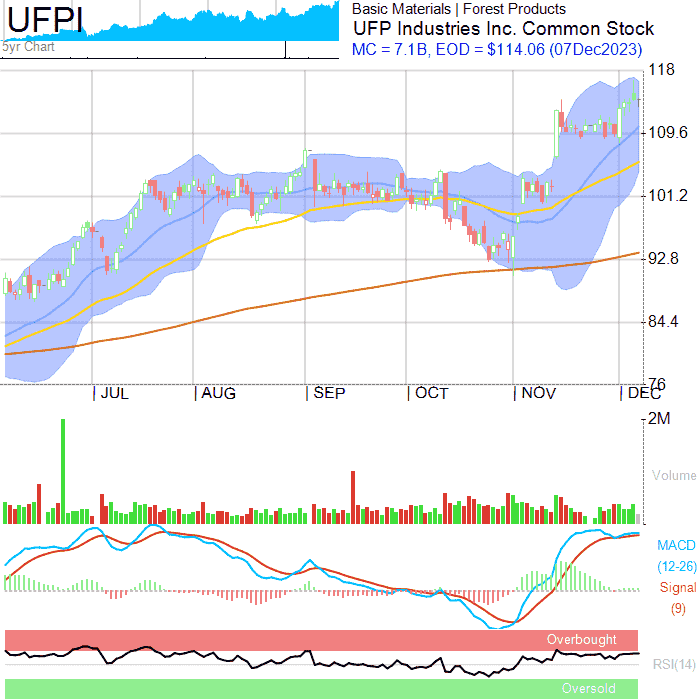 UFPI
5yr Chart
Basic Materials | Forest Products
UFP Industries Inc. Common Stock
MC = 7.1B, EOD = $114.06 (07Dec2023)
118
109.6
101.2
92.8
84.4
76
JUL AUG SEP OCT NOV DEC
2M
Volume
MACD
(12-26)
Signal
(9)
Overbought
RSI(14)
Oversold